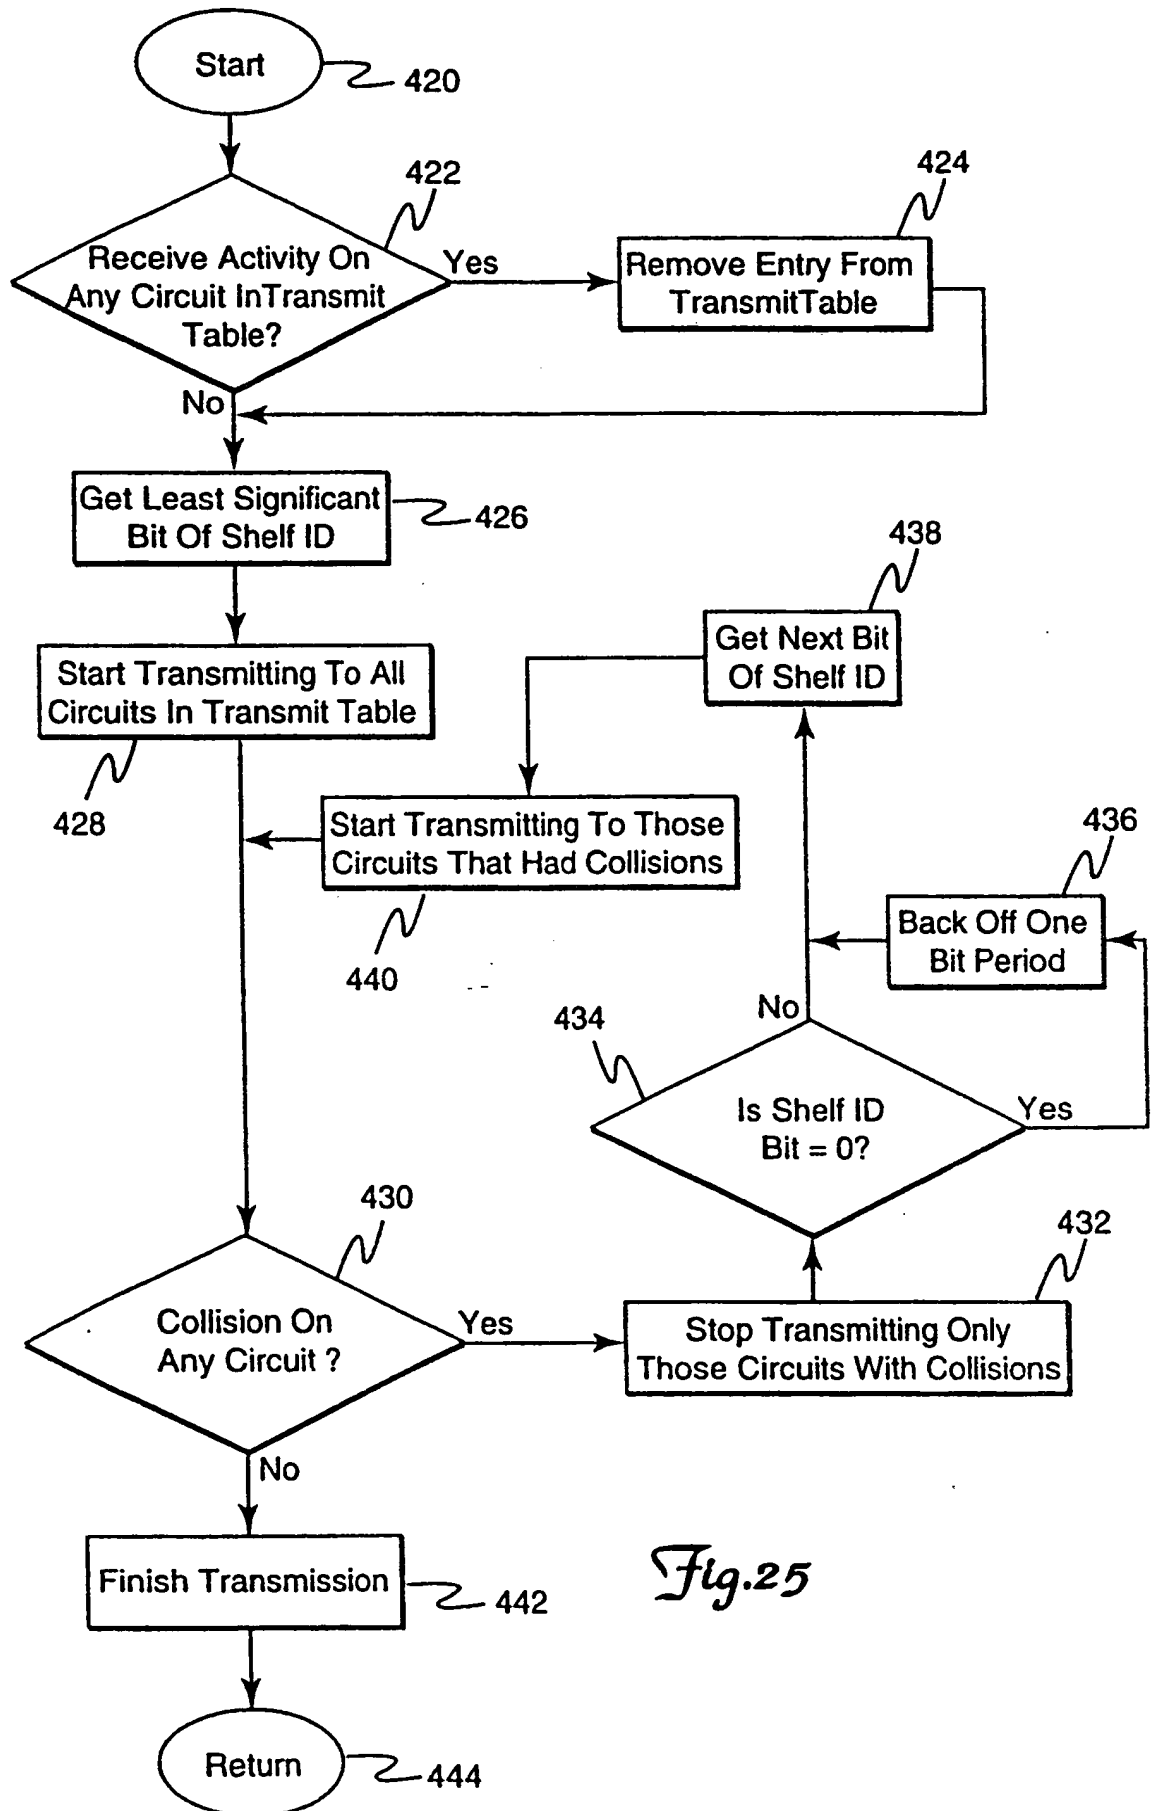 Start
420
422
Receive Activity On
Any Circuit InTransmit
Table?
Yes
424
Remove Entry From
TransmitTable
No
Get Least Significant
Bit Of Shelf ID
426
Start Transmitting To All
Circuits In Transmit Table
428
438
Get Next Bit
Of Shelf ID
Start Transmitting To Those
Circuits That Had Collisions
440
436
Back Off One
Bit Period
No
434
Is Shelf ID
Bit = 0?
Yes
430
Collision On
Any Circuit ?
Yes
432
Stop Transmitting Only
Those Circuits With Collisions
No
Finish Transmission
442
Return
444
Fig.25